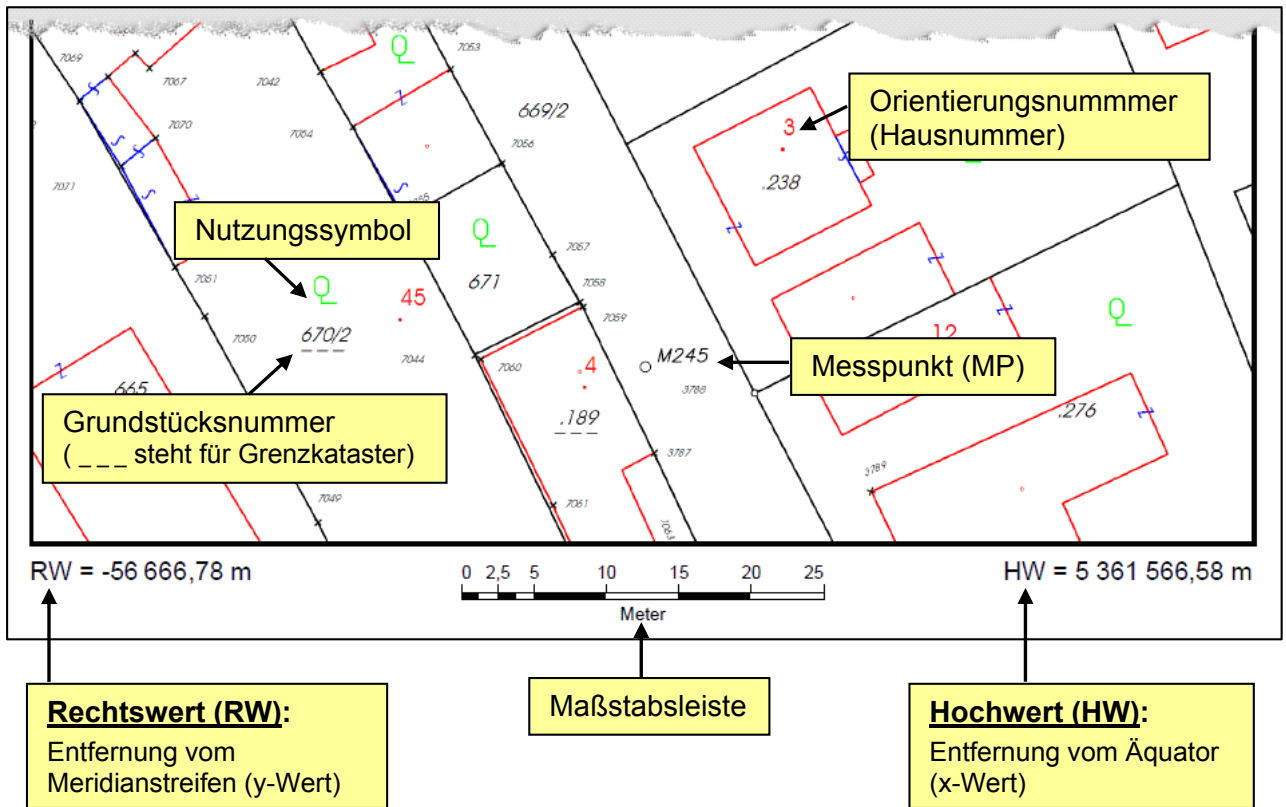 7069
7053
7067
7042
669/2
Orientierungsnummmer
(Hausnummer)
3
7070
7054
7056
.238
7071
Nutzungssymbol
7057
671
7051
7058
45
7059
670/2
7050
12
M245
Messpunkt (MP)
7044
7060
4
3788
665
.189
.276
Grundstücksnummer
( _ _ _ steht für Grenzkataster)
3787
3789
7049
7061
7063
RW = -56 666,78 m
0 2,5 5 10 15 20 25
HW = 5 361 566,58 m
Meter
Rechtswert (RW):
Entfernung vom
Meridianstreifen (y-Wert)
Maßstabsleiste
Hochwert (HW):
Entfernung vom Äquator
(x-Wert)